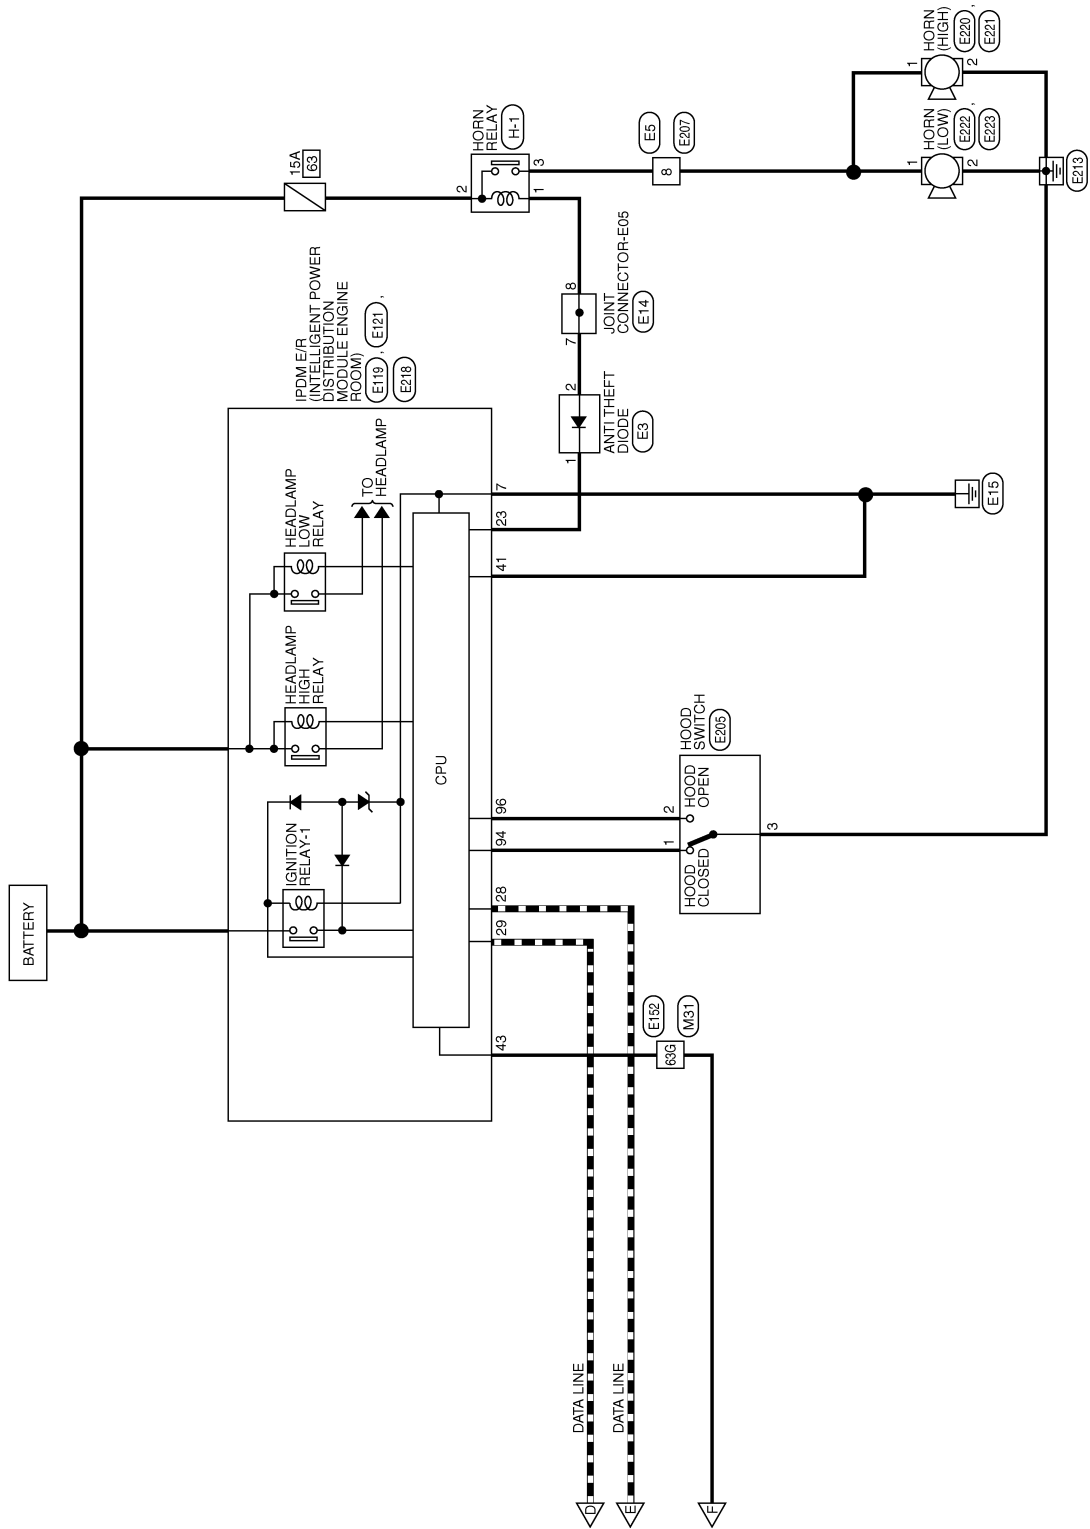 BATTERY
15A
63
HORN
RELAY
H-1
2
3
1
E5
E207
8
HORN
(HIGH)
E220 ,
E221
1
2
HORN
(LOW)
E222 ,
E223
1
2
E213
IPDM E/R
(INTELLIGENT POWER
DISTRIBUTION
MODULE ENGINE
ROOM)
E119 , E121 ,
E218
8
7
JOINT
CONNECTOR-E05
E14
2
1
ANTI THEFT
DIODE
E3
HEADLAMP
LOW
RELAY
TO
HEADLAMP
HEADLAMP
HIGH
RELAY
IGNITION
RELAY-1
CPU
7
23
41
96
94
28
29
43
E15
HOOD
SWITCH
E205
2
1
HOOD
OPEN
HOOD
CLOSED
3
E152
M31
63G
DATA LINE
DATA LINE
D
E
F